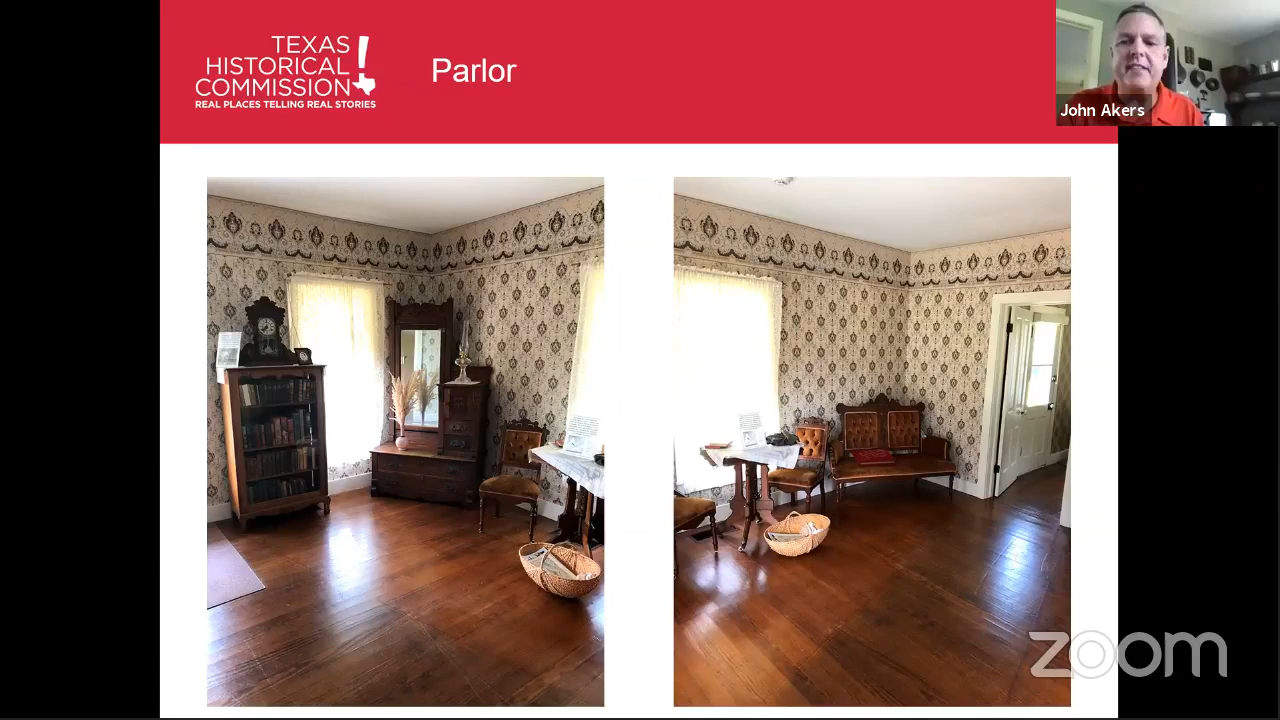 TEXAS
HISTORICAL
COMMISSION
REAL PLACES TELLING REAL STORIES
Parlor
John Akers
zoom